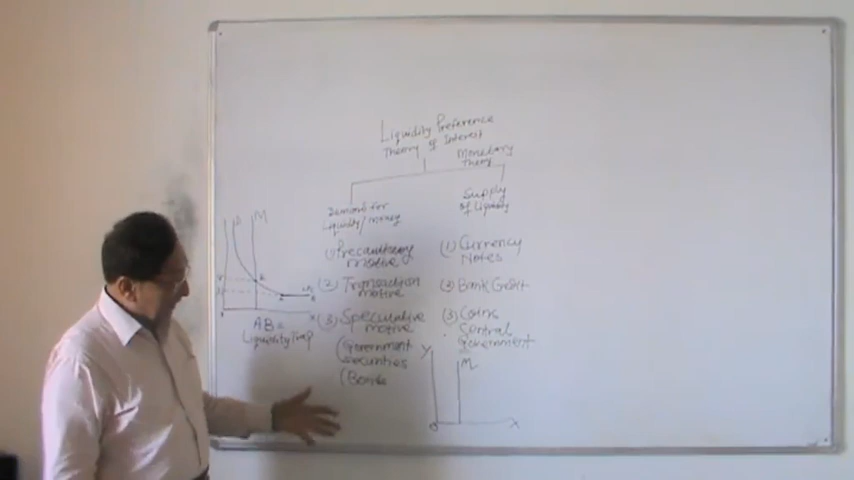 Liquidity Preference
Theory of Interest
Monetary
Theory
Demand for
Liquidity/money
Supply
of Liquidity
(1) Precautionary
motive
(2) Transaction
motive
(3) Speculative
motive
(Government
securities
(Bonds
(1) Currency
Notes
(2) Bank Credit
(3) Coins
Central
Government
D
M
AB =
Liquidity Trap
Y
M
O
X